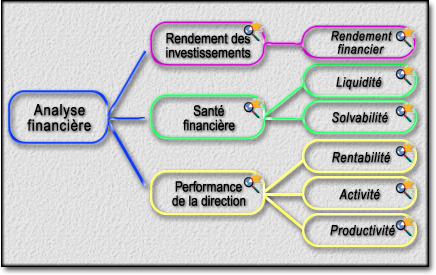 Analyse
financière
Rendement des
investissements
Rendement
financier
Santé
financière
Liquidité
Solvabilité
Performance
de la direction
Rentabilité
Activité
Productivité